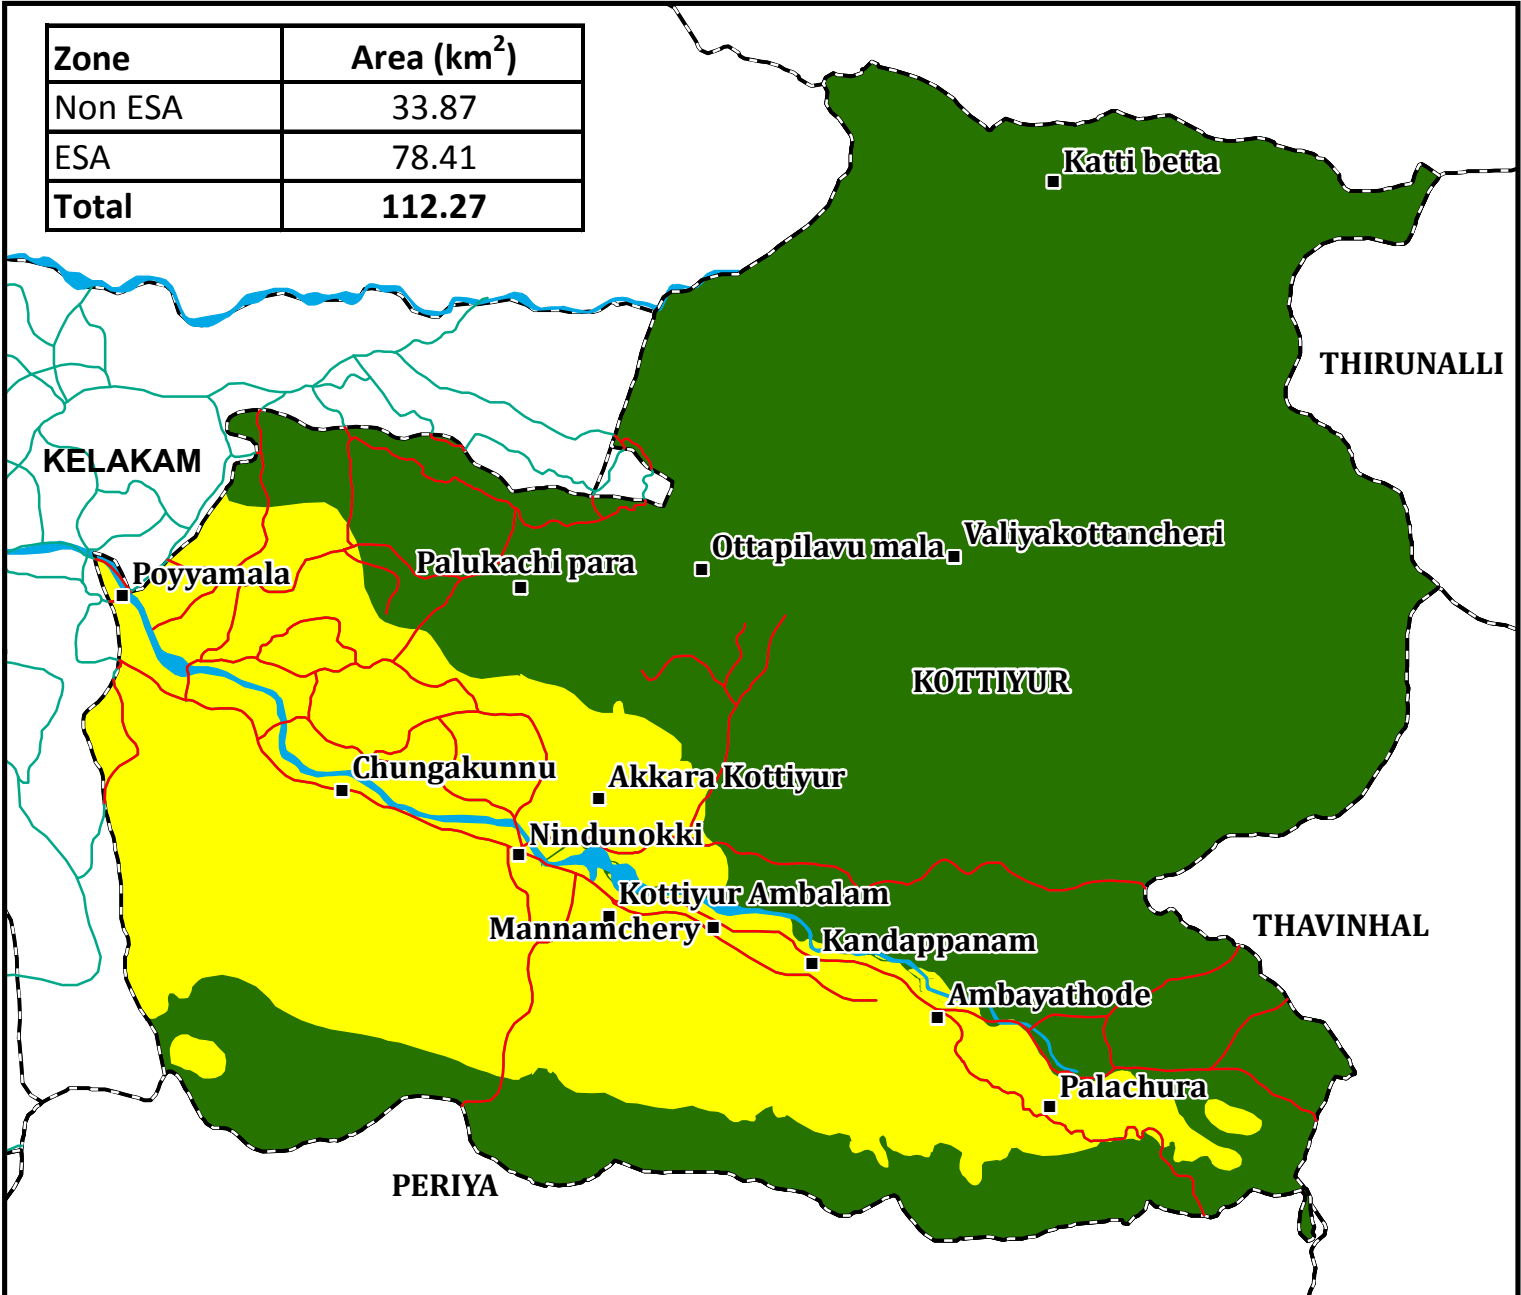 Zone Area (km²)
Non ESA 33.87
ESA 78.41
Total 112.27
Katti betta
THIRUNALLI
KELAKAM
Valiyakottancheri
Ottapilavu mala
Palukachi para
Poyyamala
KOTTIYUR
Chungakunnu
Akkara Kottiyur
Nindunokki
Kottiyur Ambalam
Mannamchery
THAVINHAL
Kandappanam
Ambayathode
Palachura
PERIYA